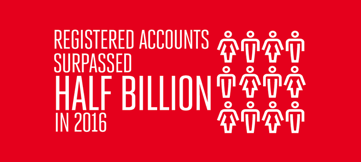 REGISTERED ACCOUNTS
SURPASSED
HALF BILLION
IN 2016